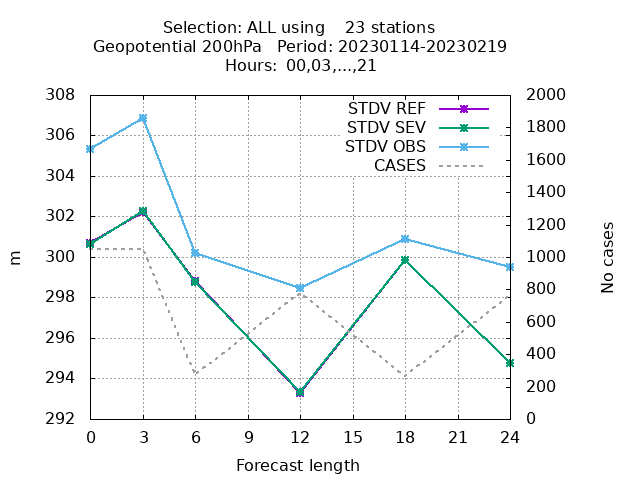 Selection: ALL using    23 stations
Geopotential 200hPa   Period: 20230114-20230219
Hours: 00,03,...,21
308
306
304
302
300
298
296
294
292
m
STDV REF
STDV SEV
STDV OBS
CASES
2000
1800
1600
1400
1200
1000
800
600
400
200
0
No cases
0 3 6 9 12 15 18 21 24
Forecast length